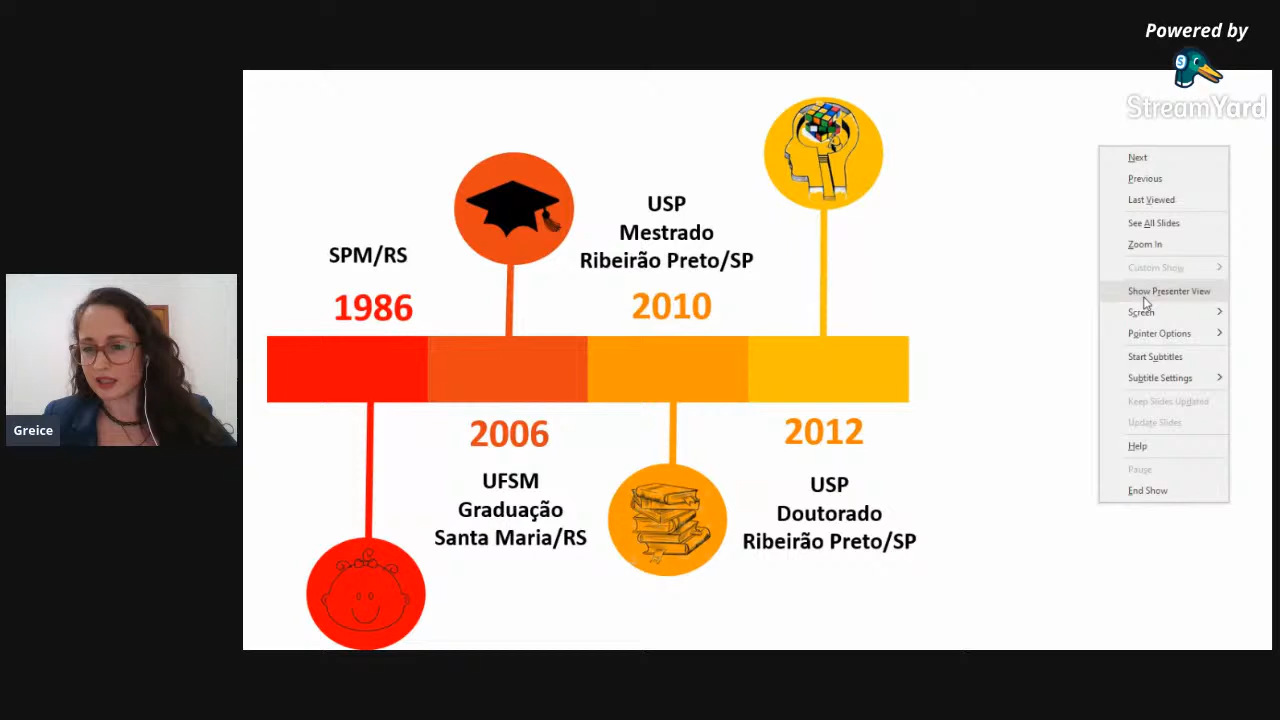 Powered by
StreamYard
SPM/RS
1986
USP
Mestrado
Ribeirão Preto/SP
2010
2006
UFSM
Graduação
Santa Maria/RS
2012
USP
Doutorado
Ribeirão Preto/SP
Greice
Next
Previous
Last Viewed
See All Slides
Zoom In
Custom Show
Show Presenter View
Screen
Pointer Options
Start Subtitles
Subtitle Settings
Keep Slides Updated
Update Slides
Help
Pause
End Show